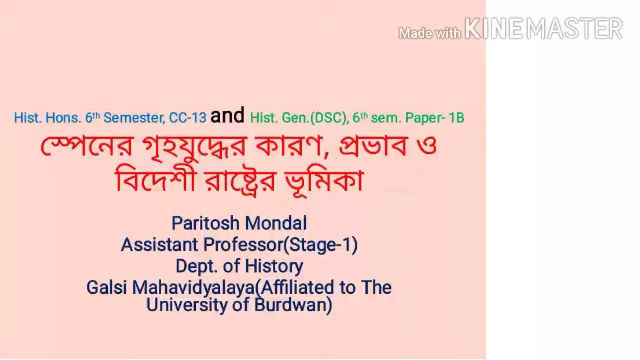 Made with KINEMASTER
Hist. Hons. 6th Semester, CC-13 and Hist. Gen.(DSC), 6th sem. Paper- 1B
স্পেনের গৃহযুদ্ধের কারণ, প্রভাব ও
বিদেশী রাষ্ট্রের ভূমিকা
Paritosh Mondal
Assistant Professor(Stage-1)
Dept. of History
Galsi Mahavidyalaya(Affiliated to The
University of Burdwan)